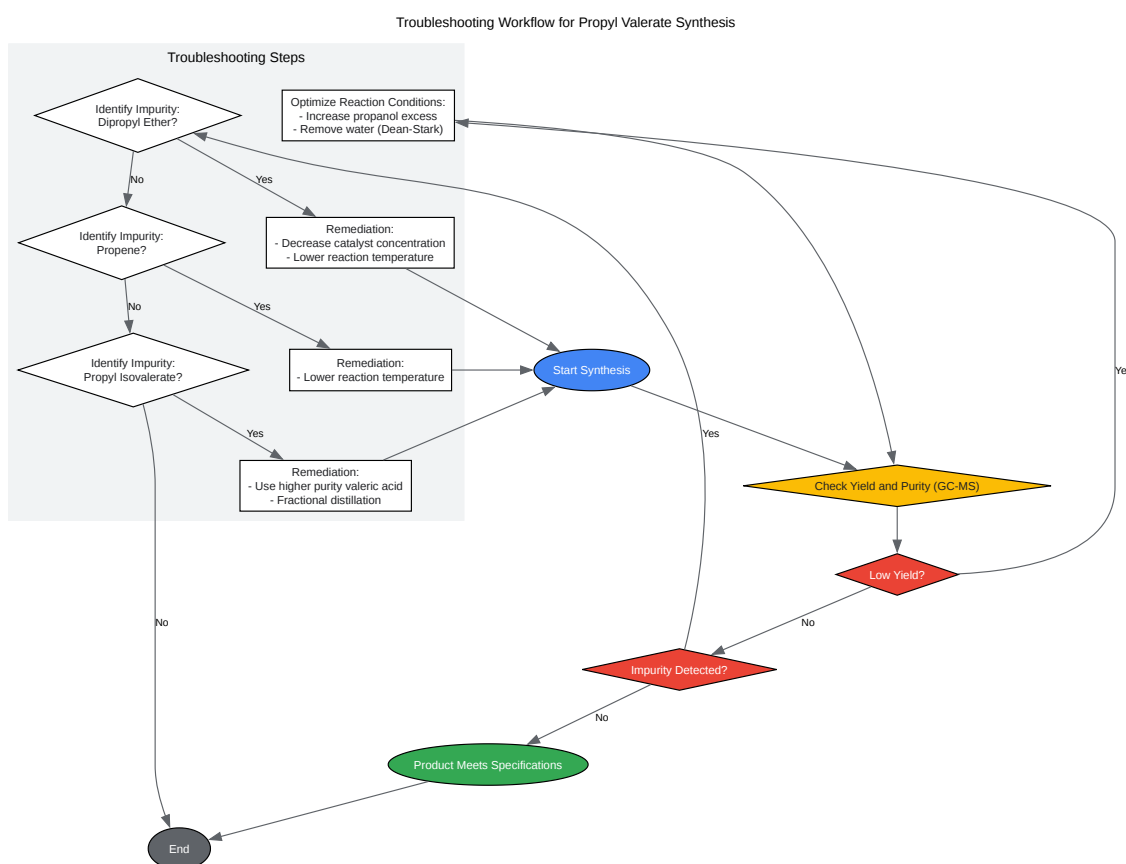 Troubleshooting Workflow for Propyl Valerate Synthesis
Troubleshooting Steps
Identify Impurity:
Dipropyl Ether?
Optimize Reaction Conditions:
- Increase propanol excess
- Remove water (Dean-Stark)
No
Yes
Identify Impurity:
Propene?
Remediation:
- Decrease catalyst concentration
- Lower reaction temperature
No
Yes
Identify Impurity:
Propyl Isovalerate?
Remediation:
- Lower reaction temperature
Start Synthesis
Ye
Yes
Yes
Remediation:
- Use higher purity valeric acid
- Fractional distillation
Check Yield and Purity (GC-MS)
Low Yield?
No
No
Impurity Detected?
No
Product Meets Specifications
End